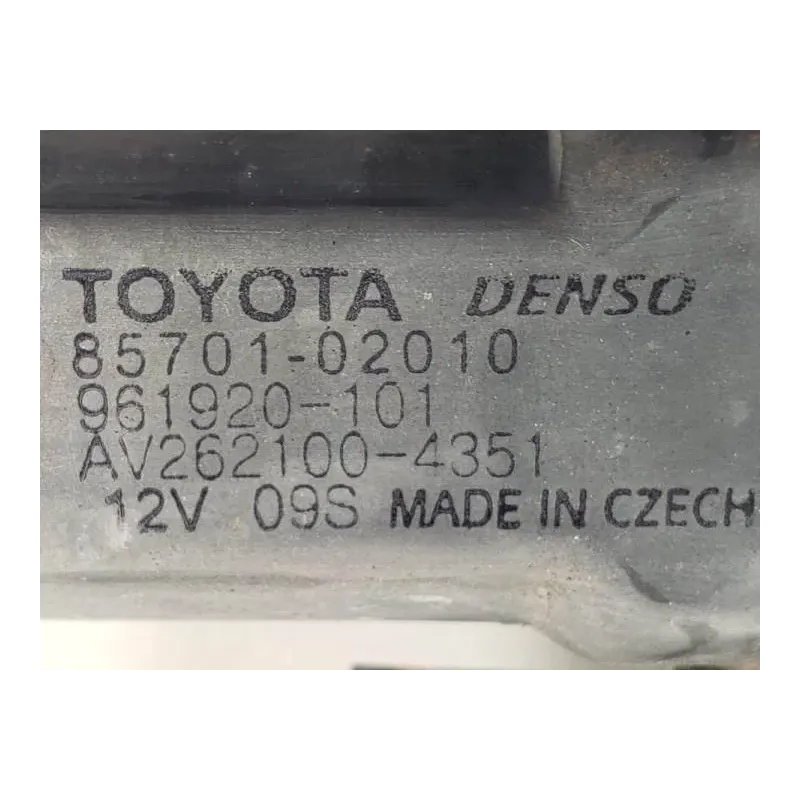 TOYOTA DENSO
85701-02010
961920-101
AV262100-4351
12V 09S MADE IN CZECH